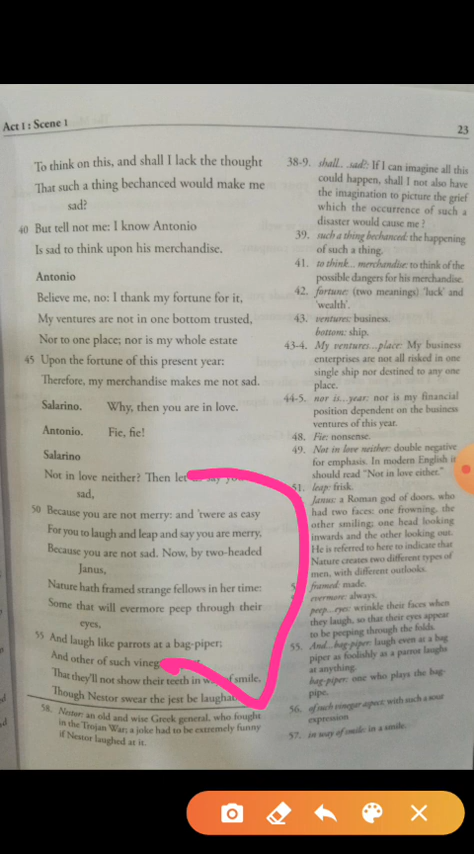 Act I : Scene 1
23
To think on this, and shall I lack the thought
That such a thing bechanced would make me
sad?
40 But tell not me: I know Antonio
Is sad to think upon his merchandise.
Antonio
Believe me, no: I thank my fortune for it,
My ventures are not in one bottom trusted,
Nor to one place; nor is my whole estate
45 Upon the fortune of this present year:
Therefore, my merchandise makes me not sad.
Salarino. Why, then you are in love.
Antonio. Fie, fie!
Salarino
Not in love neither? Then let say
sad,
50 Because you are not merry: and 'twere as easy
For you to laugh and leap and say you are merry,
Because you are not sad. Now, by two-headed
Janus,
Nature hath framed strange fellows in her time:
Some that will evermore peep through their
eyes,
55 And laugh like parrots at a bag-piper;
And other of such
That they'll not show their teeth in of smile,
Though Nestor swear the jest be
58. Nestor: an old and wise Greek general, who fought
in the Trojan War; a joke had to be extremely funny
if Nestor laughed at it.
38-9. shall.. .sad?: If I can imagine all this
could happen, shall I not also have
the imagination to picture the grief
which the occurrence of such a
disaster would cause me ?
39. such a thing bechanced: the happening
of such a thing.
41. to think... merchandise: to think of the
possible dangers for his merchandise.
42. fortune: (two meanings) 'luck' and
'wealth'.
43. ventures: business.
bottom: ship.
43-4. My ventures...place: My business
enterprises are not all risked in one
single ship nor destined to any one
place.
44-5. nor is...year: nor is my financial
position dependent on the business
ventures of this year.
48. Fie: nonsense.
49. Not in love neither: double negative
for emphasis. In modern English it
should read "Not in love either."
51. leap: frisk.
Janus: a Roman god of doors, who
had two faces: one frowning, the
other smiling; one head looking
inwards and the other looking out.
He is referred to here to indicate that
Nature creates two different types of
men, with different outlooks.
framed: made.
evermore: always.
peep...eyes: wrinkle their faces when
they laugh, so that their eyes appear
to be peeping through the folds.
55. And...bag-piper: laugh even at a bag
piper as foolishly as a parrot laughs
at anything.
bag-piper: one who plays the bag-
pipe.
56. of such vinegar aspect: with such a sour
expression
57. in way of smile: in a smile.